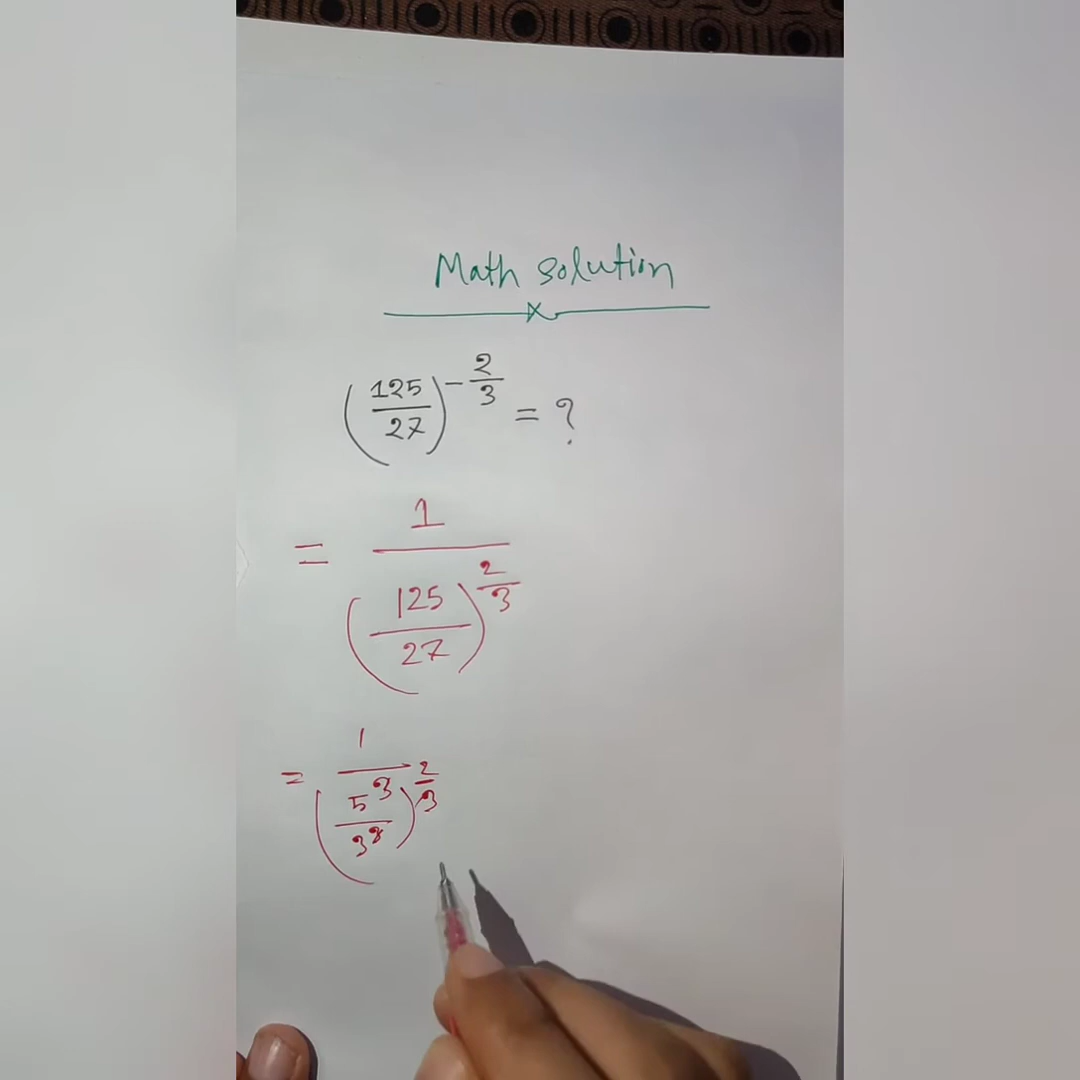 Math solution
(125/27)^(-2/3) = ?
= 1/(125/27)^(2/3)
= 1/(5^3/3^3)^(2/3)